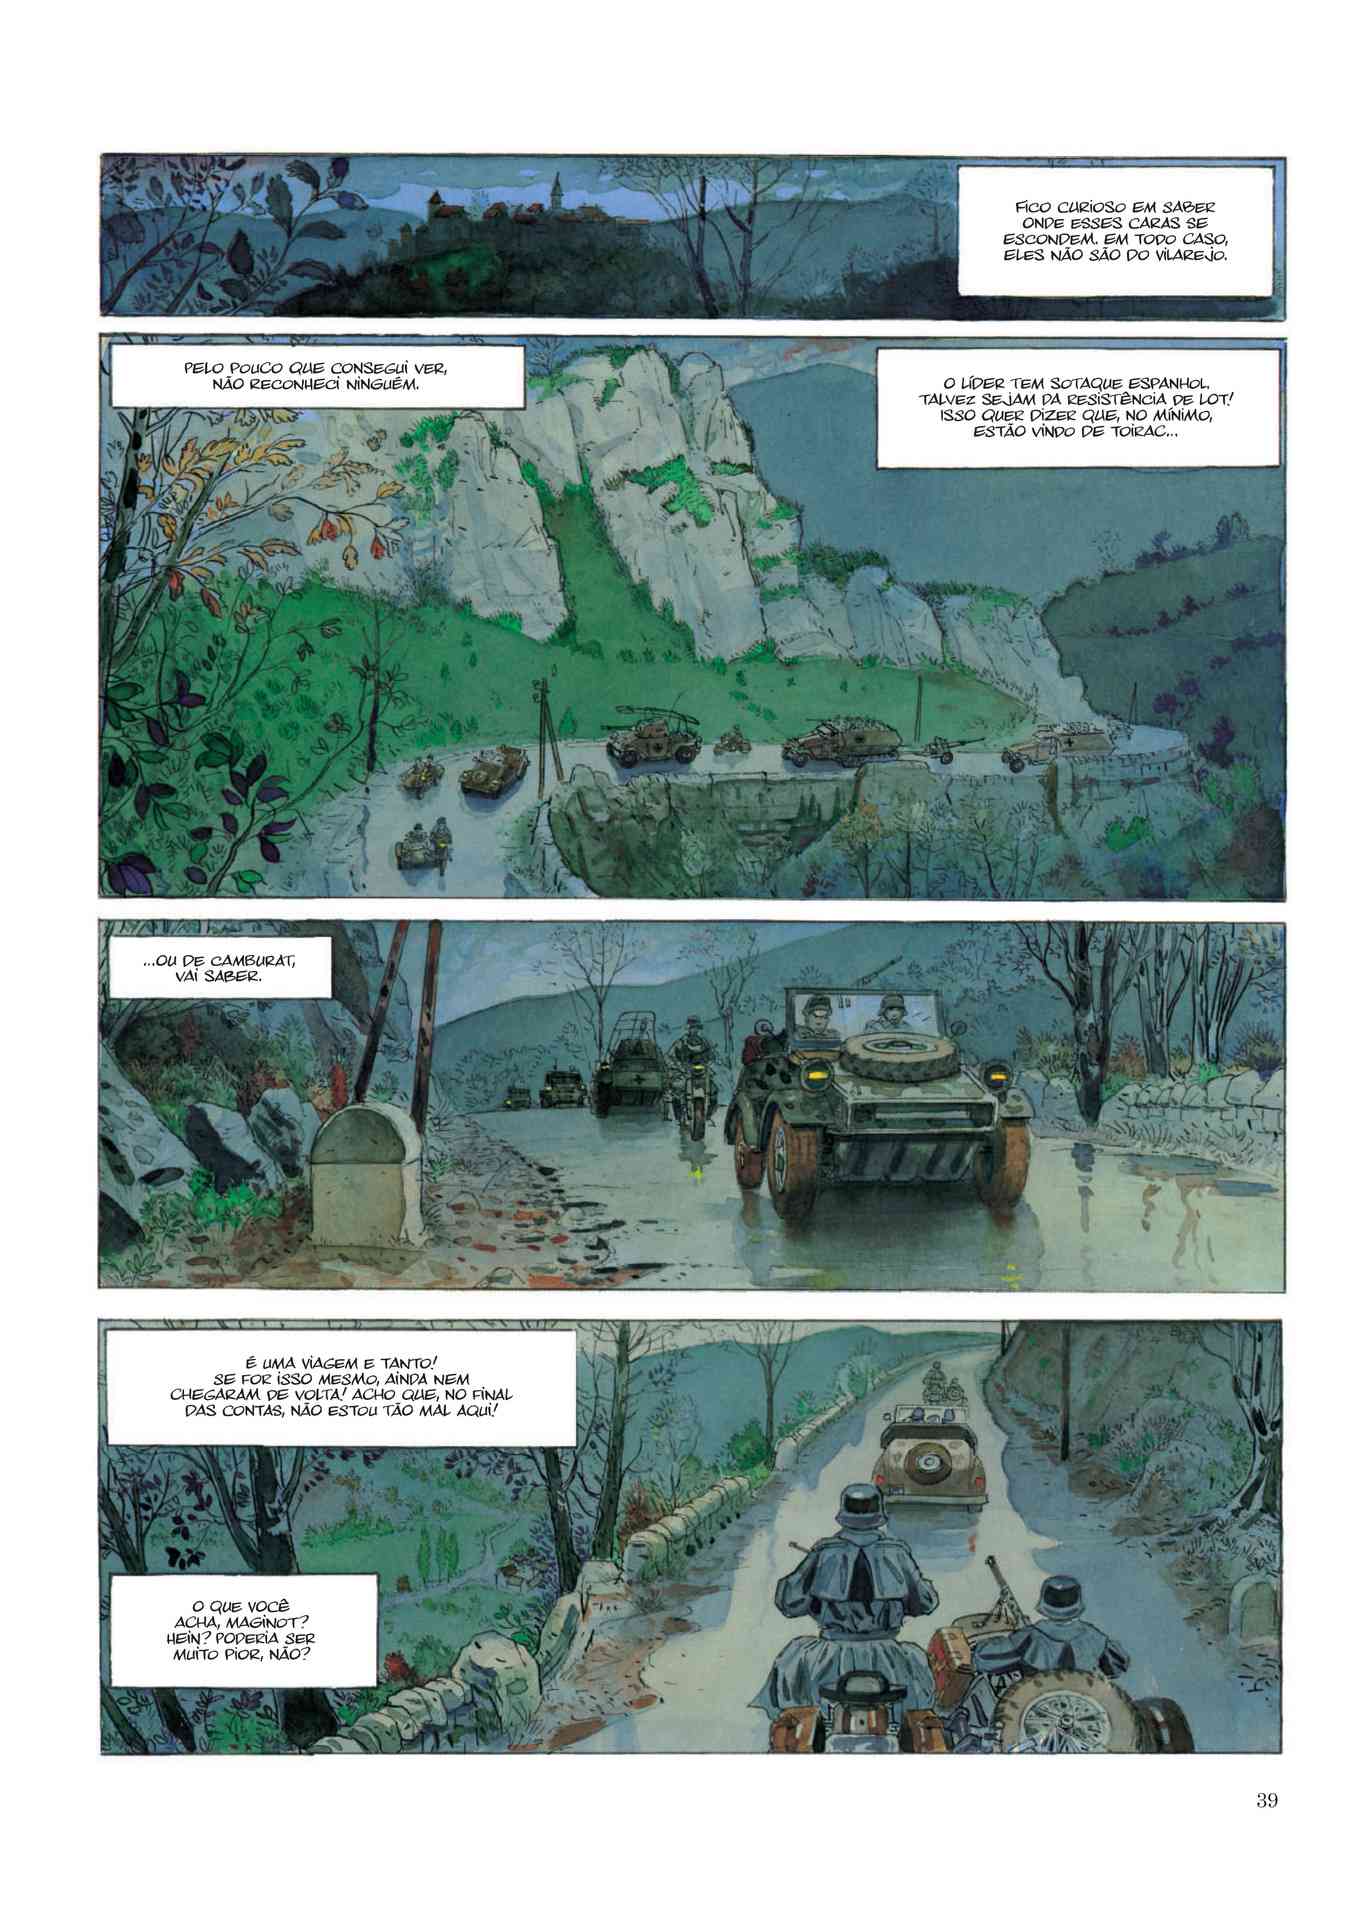 FICO CURIOSO EM SABER
ONDE ESSES CARAS SE
ESCONDEM. EM TODO CASO,
ELES NÃO SÃO DO VILAREJO.
PELO POUCO QUE CONSEGUI VER,
NÃO RECONHECI NINGUÉM.
O LÍDER TEM SOTAQUE ESPANHOL.
TALVEZ SEJAM DA RESISTÊNCIA DE LOT!
ISSO QUER DIZER QUE, NO MÍNIMO,
ESTÃO VINDO DE TOIRAC...
...OU DE CAMBURAT,
VAI SABER.
É UMA VIAGEM E TANTO!
SE FOR ISSO MESMO, AINDA NEM
CHEGARAM DE VOLTA! ACHO QUE, NO FINAL
DAS CONTAS, NÃO ESTOU TÃO MAL AQUI!
O QUE VOCÊ
ACHA, MAGINOT?
HEIN? PODERIA SER
MUITO PIOR, NÃO?
39